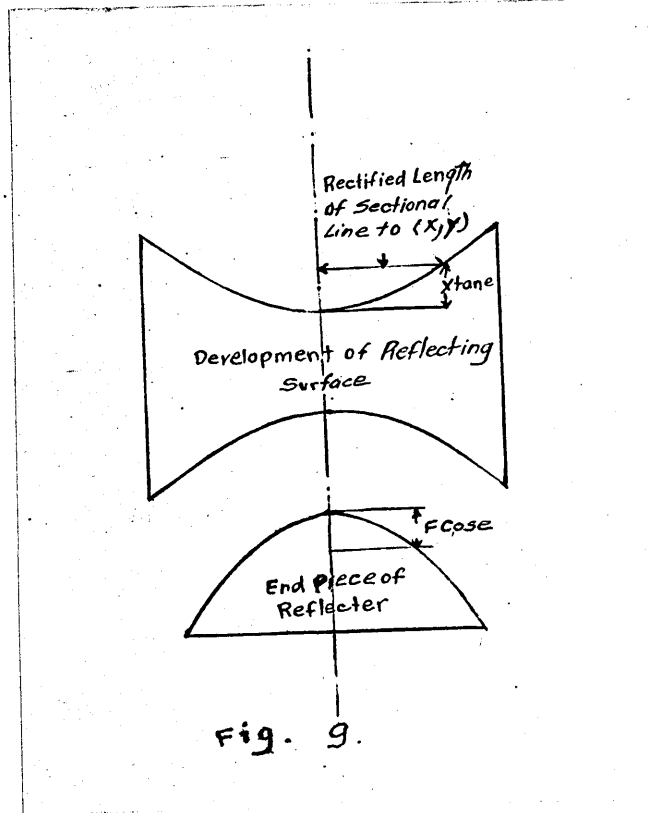 Rectified Length
of Sectional
Line to (x,y)
xtane
Development of Reflecting
Surface
Fcose
End Piece of
Reflecter
Fig. 9.